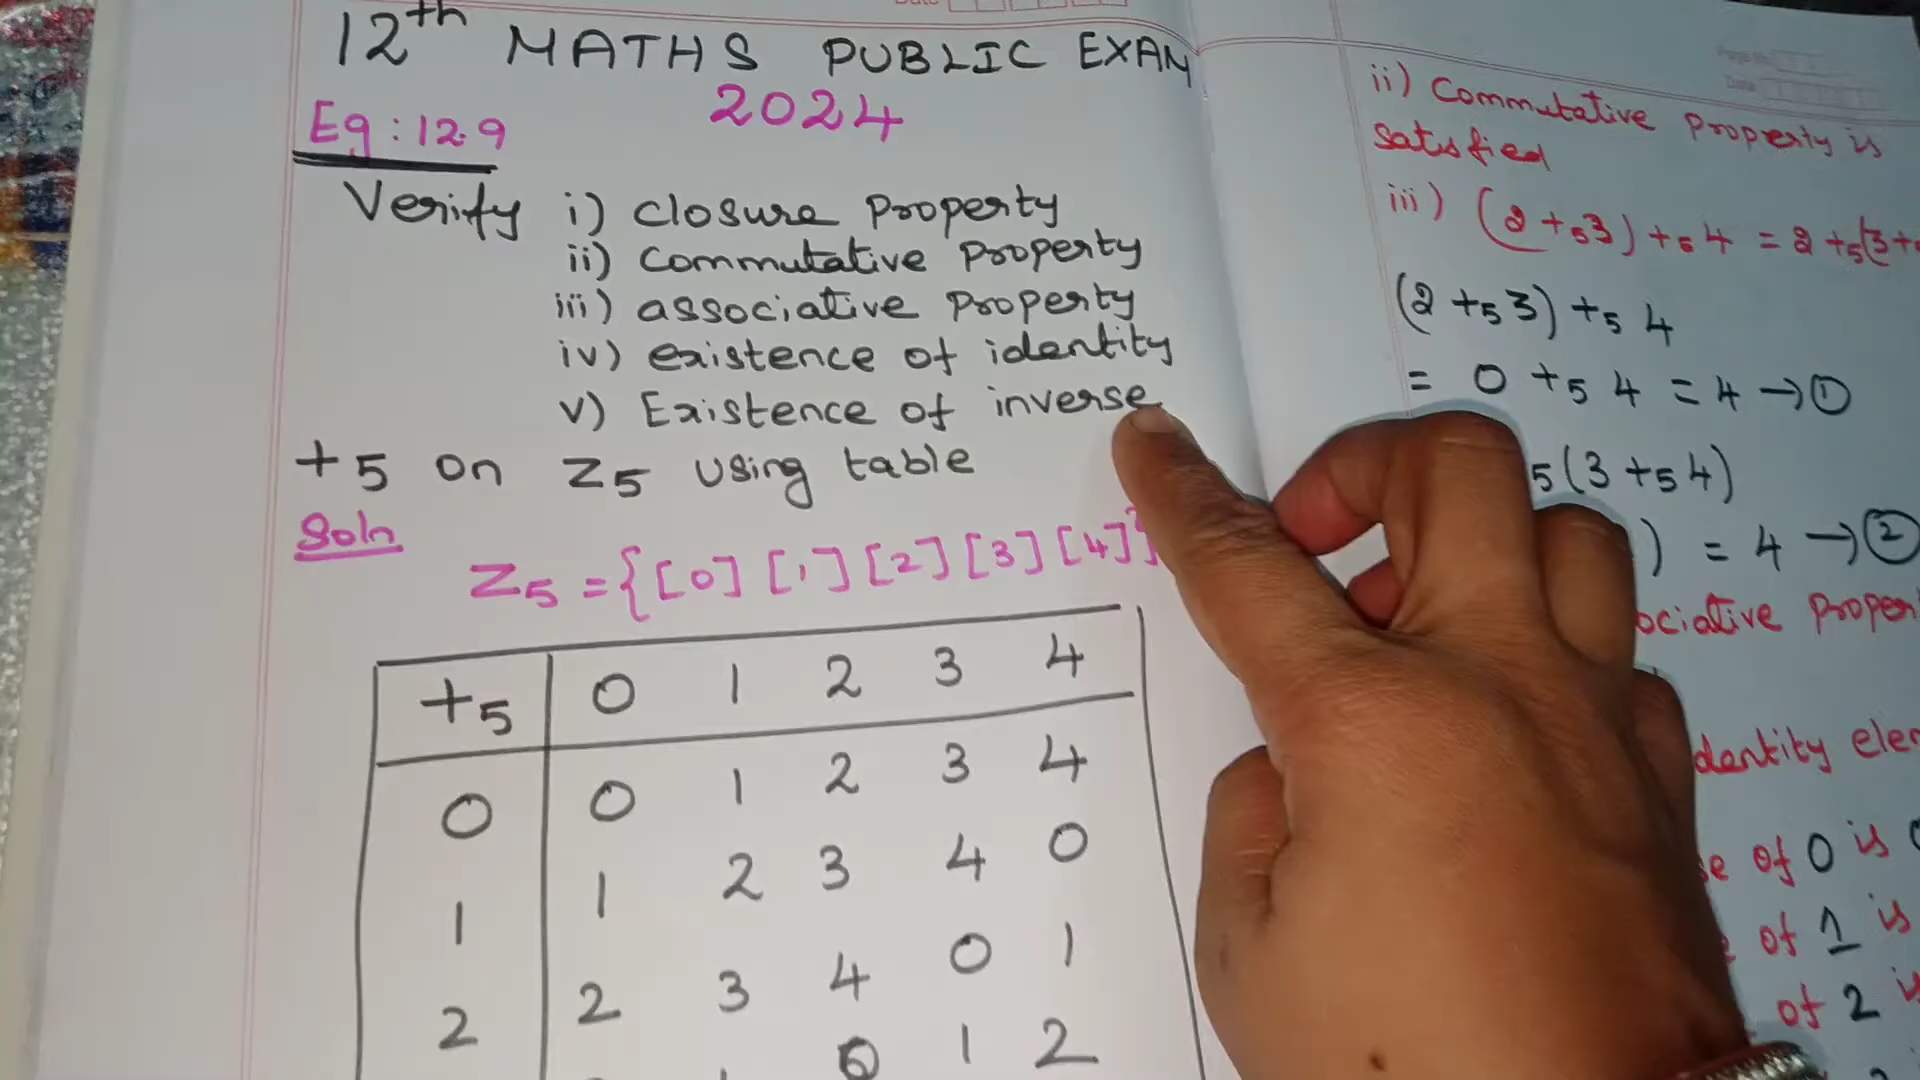 12th MATHS PUBLIC EXAM
2024
Eg : 12.9
Verify i) closure property
ii) commutative property
iii) associative property
iv) existence of identity
v) Existence of inverse
+5 on Z5 using table
Soln
Z5 = {[0] [1] [2] [3] [4]}
+5 0 1 2 3 4
0 0 1 2 3 4
1 1 2 3 4 0
2 2 3 4 0 1
0 1 2
ii) Commutative property is
satisfied
iii) (2 +5 3) +5 4 = 2 +5 (3 +
(2 +5 3) +5 4
= 0 +5 4 = 4 → ①
5 (3 +5 4)
) = 4 → ②
ociative proper
dentity ele
se of 0 is
of 1 is
of 2 is